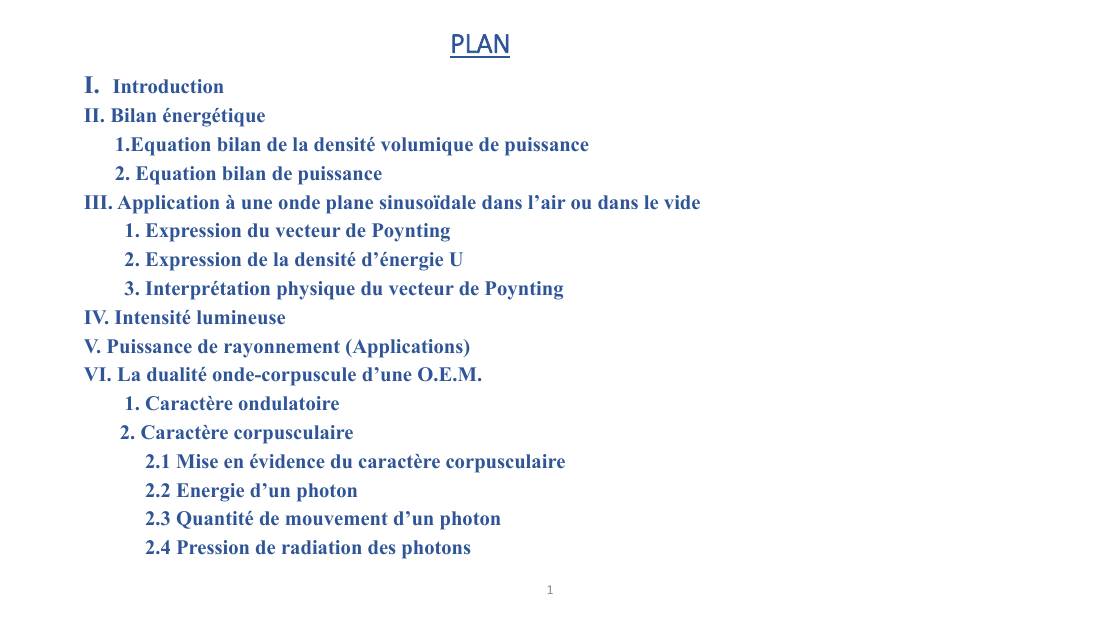 PLAN
I. Introduction
II. Bilan énergétique
1.Equation bilan de la densité volumique de puissance
2. Equation bilan de puissance
III. Application à une onde plane sinusoïdale dans l’air ou dans le vide
1. Expression du vecteur de Poynting
2. Expression de la densité d’énergie U
3. Interprétation physique du vecteur de Poynting
IV. Intensité lumineuse
V. Puissance de rayonnement (Applications)
VI. La dualité onde-corpuscule d’une O.E.M.
1. Caractère ondulatoire
2. Caractère corpusculaire
2.1 Mise en évidence du caractère corpusculaire
2.2 Energie d’un photon
2.3 Quantité de mouvement d’un photon
2.4 Pression de radiation des photons
1